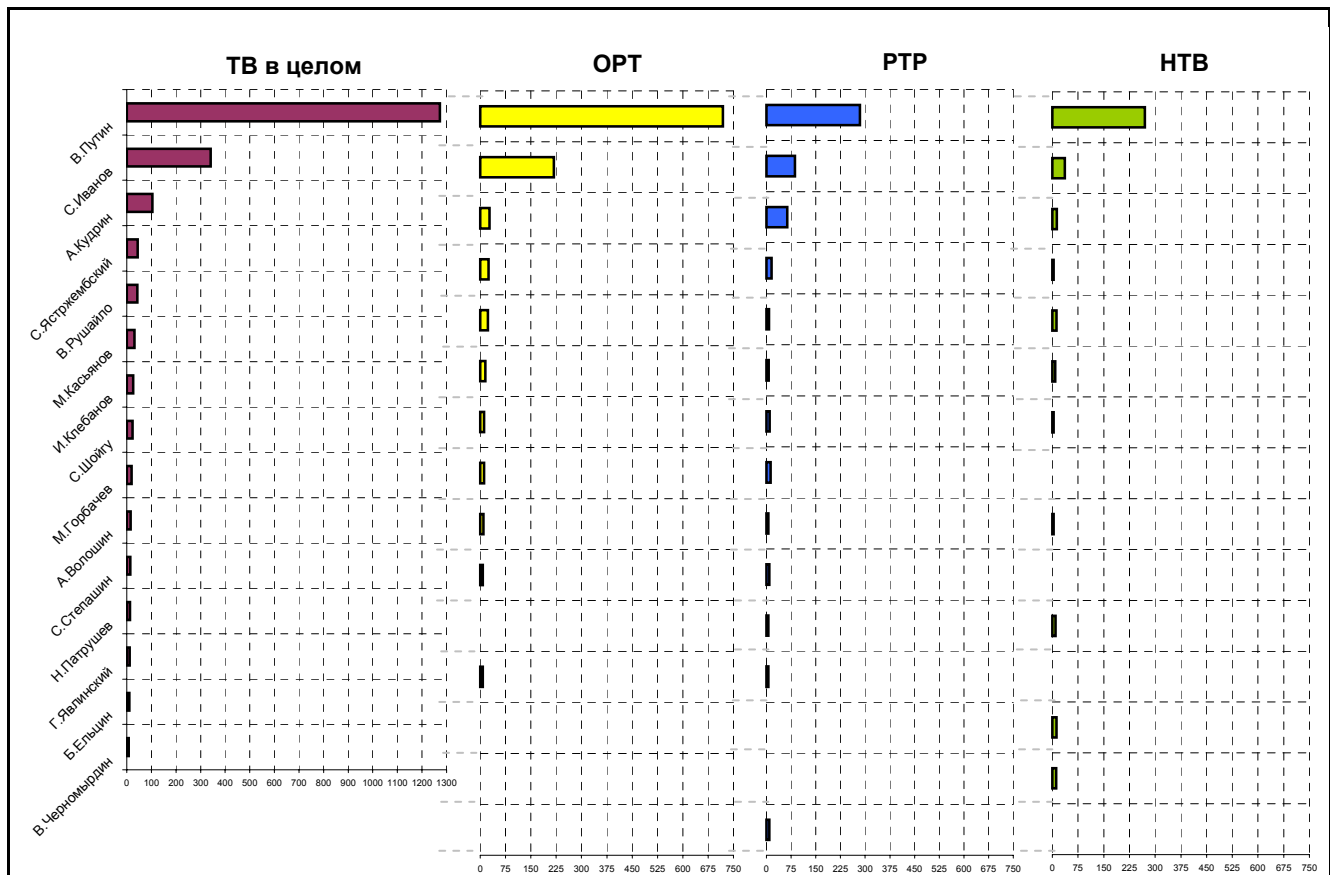 ТВ в целом
ОРТ
РТР
НТВ
В.Путин
С.Иванов
А.Кудрин
С.Ястржембский
В.Рушайло
М.Касьянов
И.Клебанов
С.Шойгу
М.Горбачев
А.Волошин
С.Степашин
Н.Патрушев
Г.Явлинский
Б.Ельцин
В.Черномырдин
0 100 200 300 400 500 600 700 800 900 1000 1100 1200 1300
0 75 150 225 300 375 450 525 600 675 750
0 75 150 225 300 375 450 525 600 675 750
0 75 150 225 300 375 450 525 600 675 750